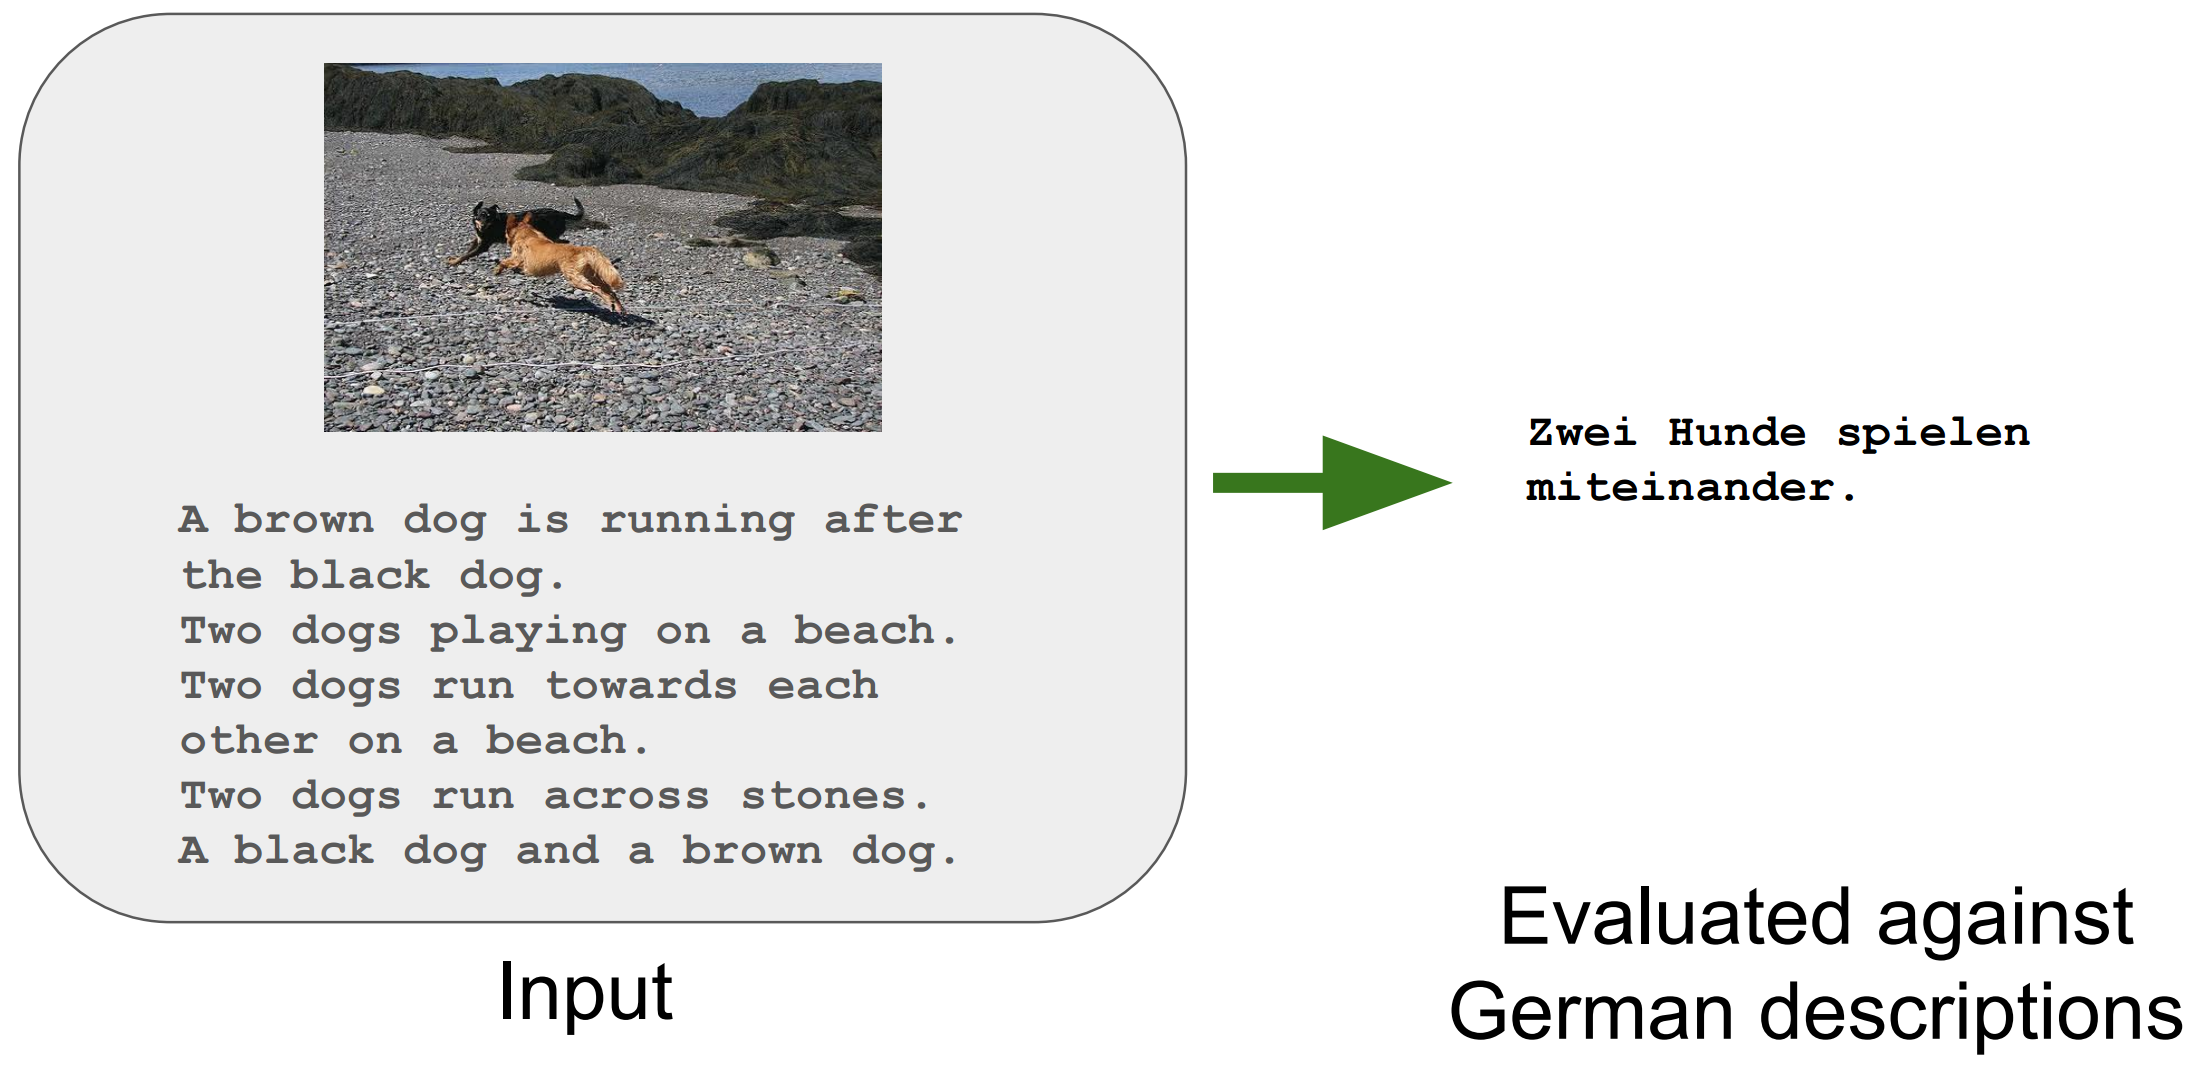 A brown dog is running after
the black dog.
Two dogs playing on a beach.
Two dogs run towards each
other on a beach.
Two dogs run across stones.
A black dog and a brown dog.
Input
Zwei Hunde spielen
miteinander.
Evaluated against
German descriptions